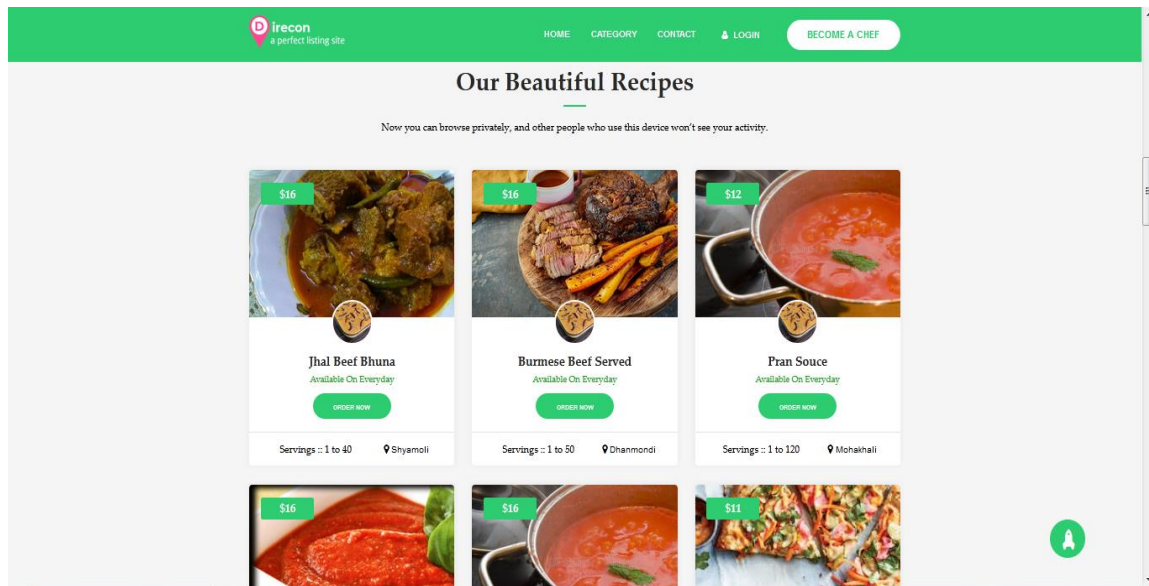 Direcon
a perfect listing site
HOME CATEGORY CONTACT LOGIN BECOME A CHEF
Our Beautiful Recipes
Now you can browse privately, and other people who use this device won't see your activity.
$16
Jhal Beef Bhuna
Available On Everyday
ORDER NOW
Servings :: 1 to 40 Shyamoli
$16
Burmese Beef Served
Available On Everyday
ORDER NOW
Servings :: 1 to 50 Dhanmondi
$12
Pran Souce
Available On Everyday
ORDER NOW
Servings :: 1 to 120 Mohakhali
$16
$16
$11